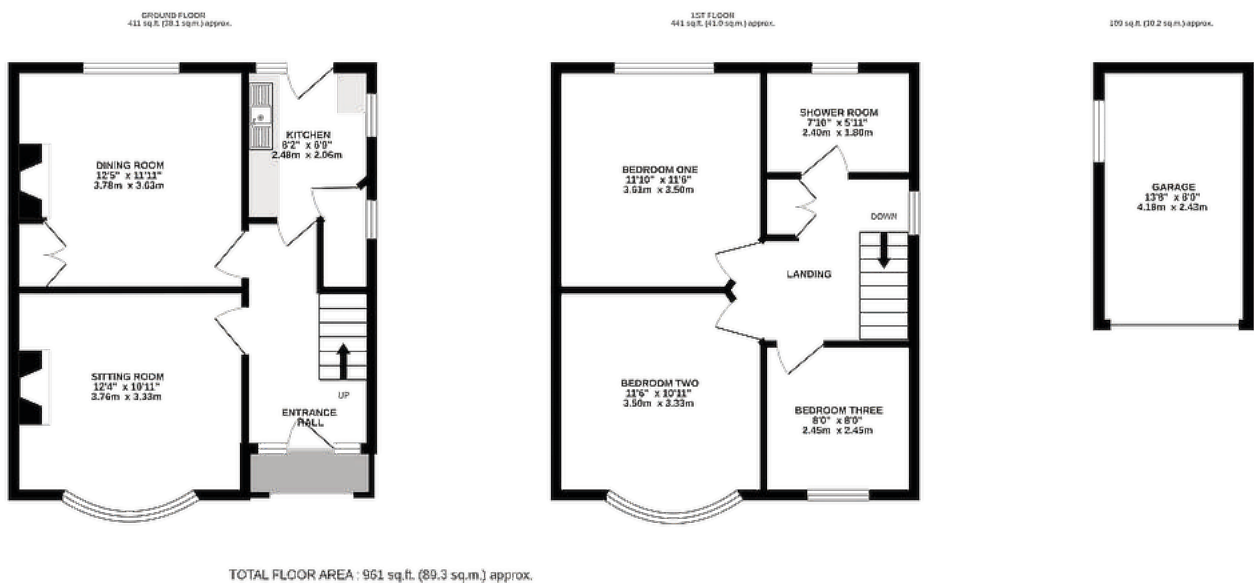 GROUND FLOOR
411 sq.ft. (38.1 sq.m.) approx.
1ST FLOOR
441 sq.ft. (41.0 sq.m.) approx.
109 sq.ft. (10.2 sq.m.) approx.
DINING ROOM
12'5" x 11'11"
3.78m x 3.63m
KITCHEN
8'2" x 6'9"
2.48m x 2.06m
SITTING ROOM
12'4" x 10'11"
3.76m x 3.33m
UP
ENTRANCE
HALL
BEDROOM ONE
11'10" x 11'6"
3.61m x 3.50m
SHOWER ROOM
7'10" x 5'11"
2.40m x 1.80m
DOWN
LANDING
BEDROOM TWO
11'6" x 10'11"
3.50m x 3.33m
BEDROOM THREE
8'0" x 8'0"
2.45m x 2.45m
GARAGE
13'8" x 8'0"
4.18m x 2.43m
TOTAL FLOOR AREA : 961 sq.ft. (89.3 sq.m.) approx.